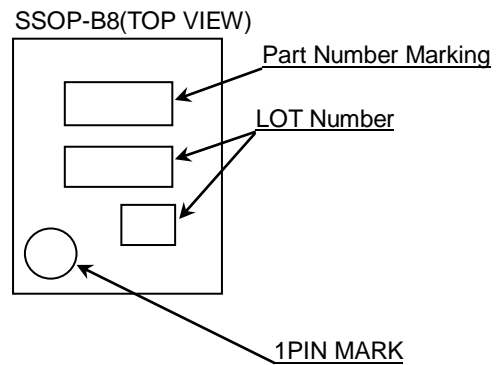 SSOP-B8(TOP VIEW)
Part Number Marking
LOT Number
1PIN MARK